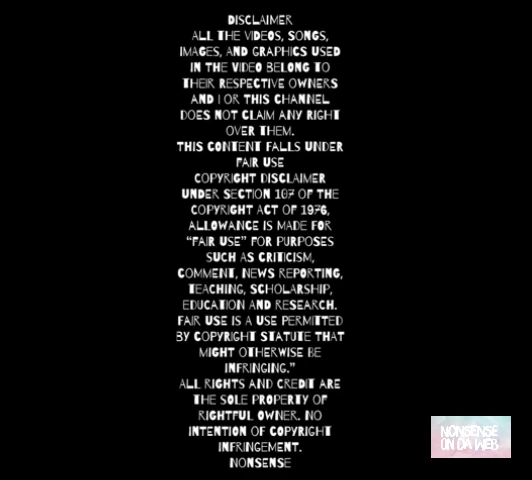 DISCLAIMER
ALL THE VIDEOS, SONGS,
IMAGES, AND GRAPHICS USED
IN THE VIDEO BELONG TO
THEIR RESPECTIVE OWNERS
AND I OR THIS CHANNEL
DOES NOT CLAIM ANY RIGHT
OVER THEM.
THIS CONTENT FALLS UNDER
FAIR USE
COPYRIGHT DISCLAIMER
UNDER SECTION 107 OF THE
COPYRIGHT ACT OF 1976,
ALLOWANCE IS MADE FOR
“FAIR USE” FOR PURPOSES
SUCH AS CRITICISM,
COMMENT, NEWS REPORTING,
TEACHING, SCHOLARSHIP,
EDUCATION AND RESEARCH.
FAIR USE IS A USE PERMITTED
BY COPYRIGHT STATUTE THAT
MIGHT OTHERWISE BE
INFRINGING.”
ALL RIGHTS AND CREDIT ARE
THE SOLE PROPERTY OF
RIGHTFUL OWNER. NO
INTENTION OF COPYRIGHT
INFRINGEMENT.
NONSENSE
NONSENSE
ON DA WEB